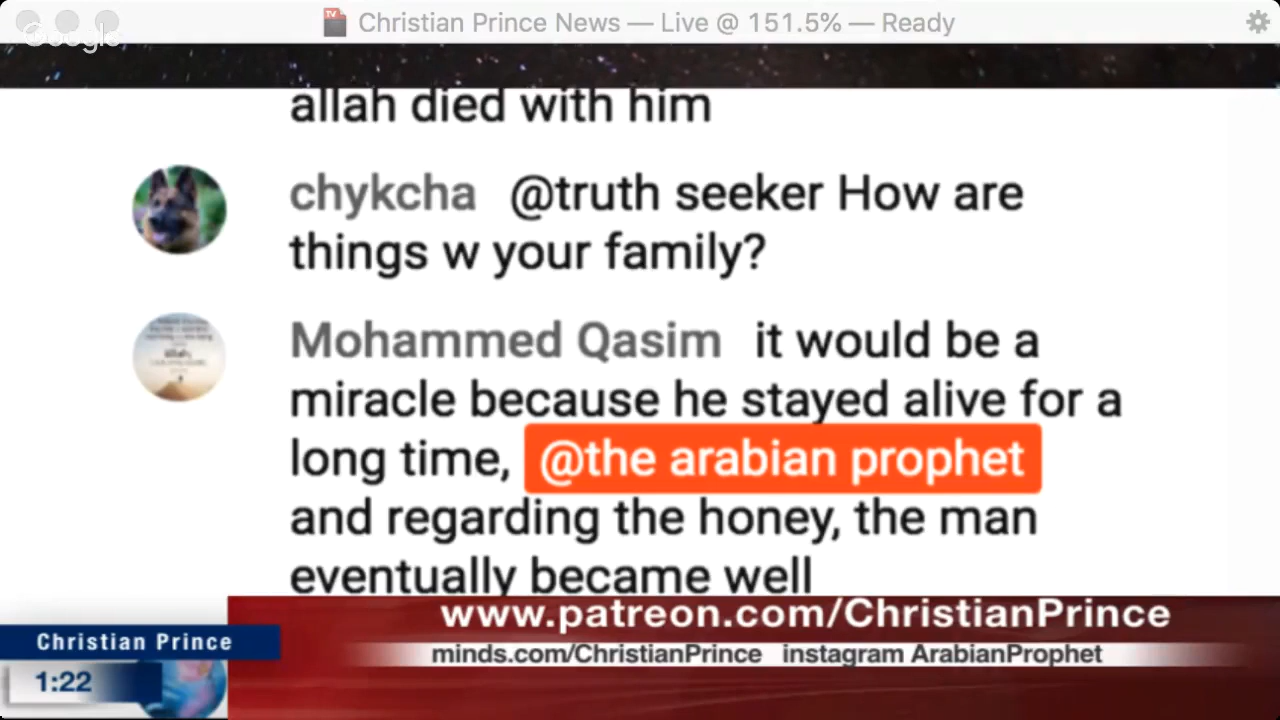 Christian Prince News — Live @ 151.5% — Ready
Google
allah died with him
chykcha @truth seeker How are
things w your family?
Mohammed Qasim it would be a
miracle because he stayed alive for a
long time, @the arabian prophet
and regarding the honey, the man
eventually became well
www.patreon.com/ChristianPrince
Christian Prince
minds.com/ChristianPrince instagram ArabianProphet
1:22